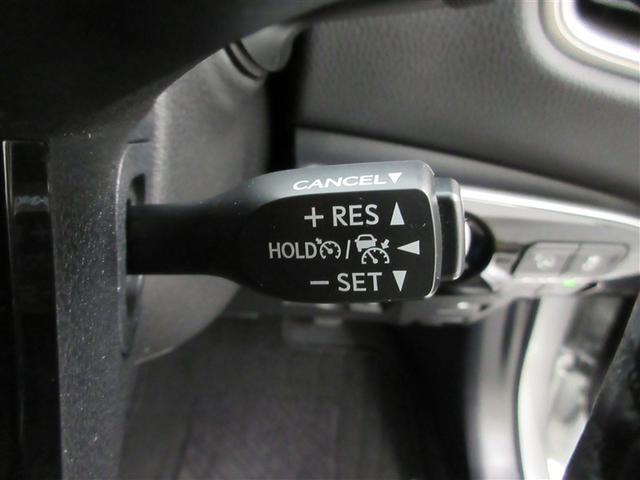 CANCEL▼
+ RES ▲
HOLD / ◀
− SET ▼